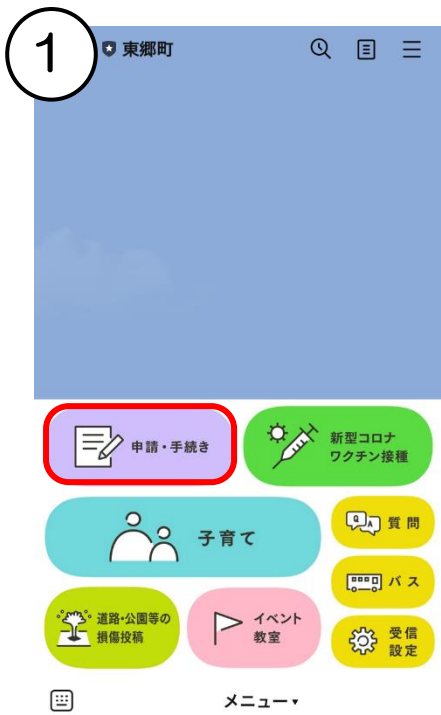 1
東郷町
申請・手続き
新型コロナ
ワクチン接種
子育て
Q A
質問
バス
道路・公園等の
損傷投稿
イベント
教室
受信
設定
メニュー▾